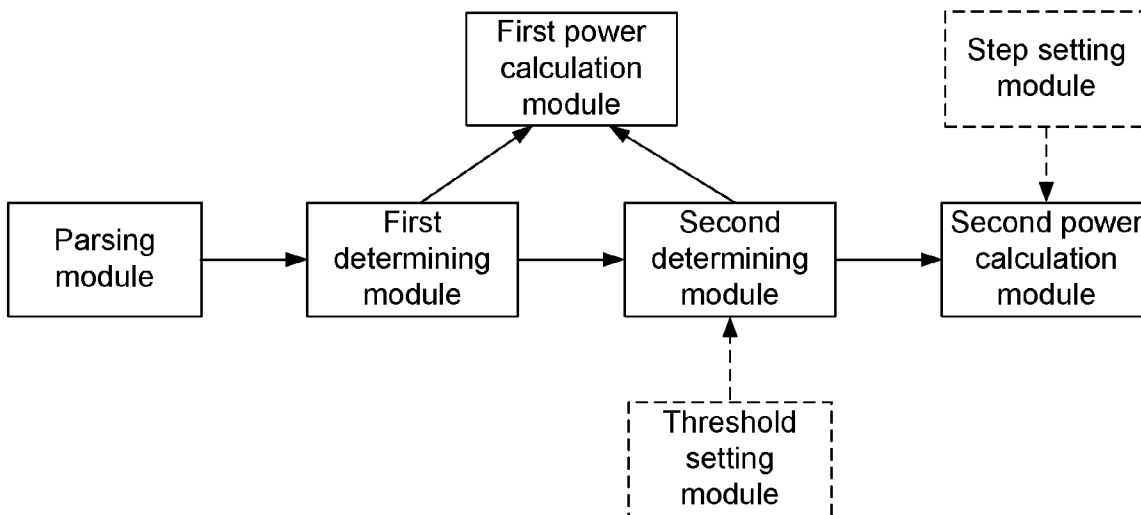 First power
calculation
module
Step setting
module
Parsing
module
First
determining
module
Second
determining
module
Second power
calculation
module
Threshold
setting
module